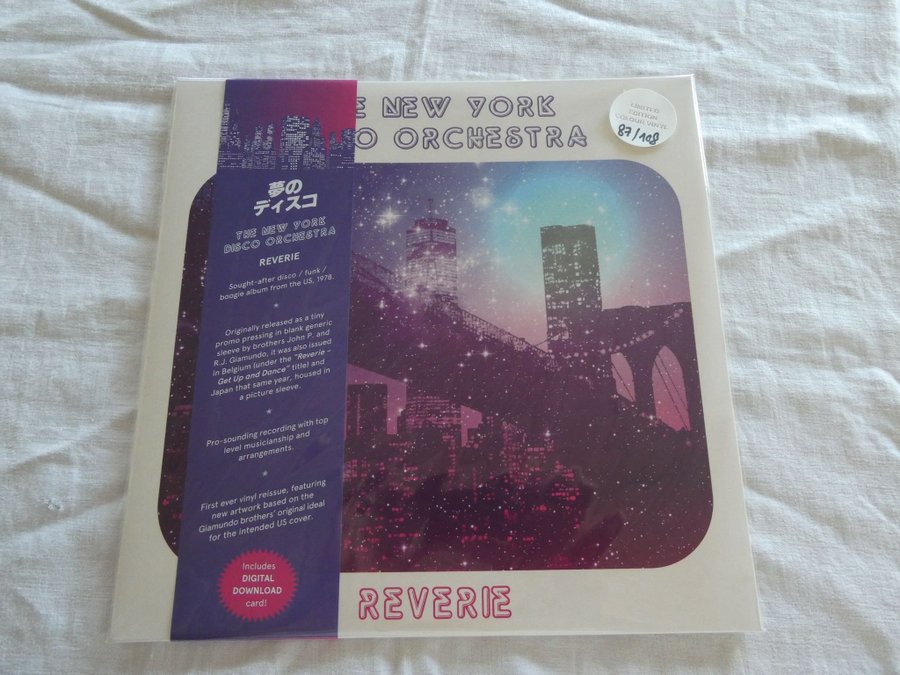 E NEW YORK
O ORCHESTRA
LIMITED
EDITION
COLOUR VINYL
87/108
夢の
ディスコ
THE NEW YORK
DISCO ORCHESTRA
REVERIE
Sought-after disco / funk /
boogie album from the US, 1978.
Originally released as a tiny
promo pressing in blank generic
sleeve by brothers John P. and
R.J. Giamundo, it was also issued
in Belgium (under the "Reverie –
Get Up and Dance" title) and
Japan that same year, housed in
a picture sleeve.
Pro-sounding recording with top
level musicianship and
arrangements.
First ever vinyl reissue, featuring
new artwork based on the
Giamundo brothers' original ideal
for the intended US cover.
Includes
DIGITAL
DOWNLOAD
card!
REVERIE